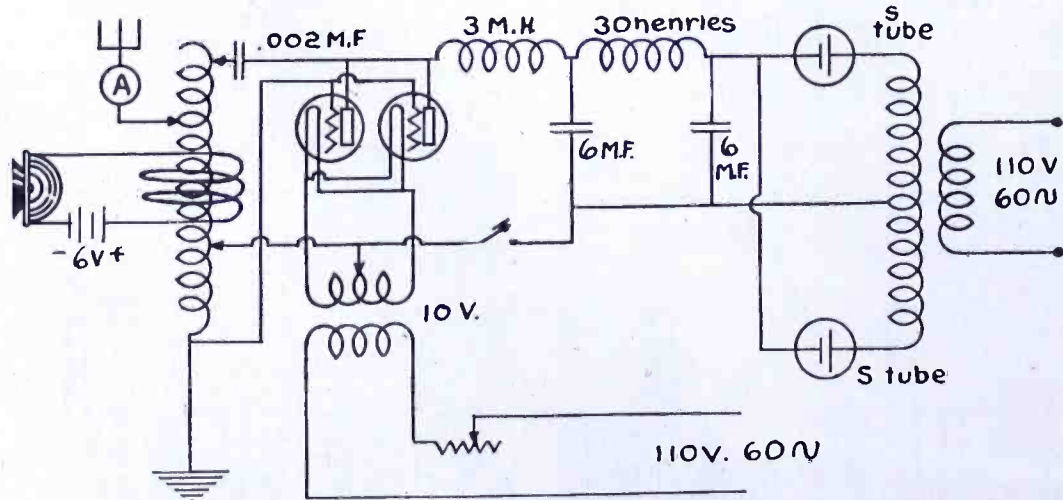 3 M.H
30 henries
S
tube
.002 M.F
A
6 M.F.
6
M.F.
110 V
60~
-6V+
10 V.
S tube
110V. 60~